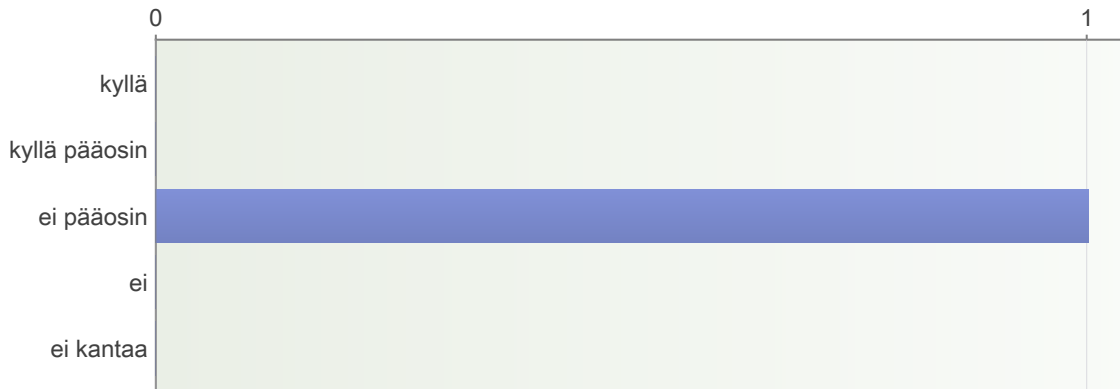 0 1
kyllä
kyllä pääosin
ei pääosin
ei
ei kantaa